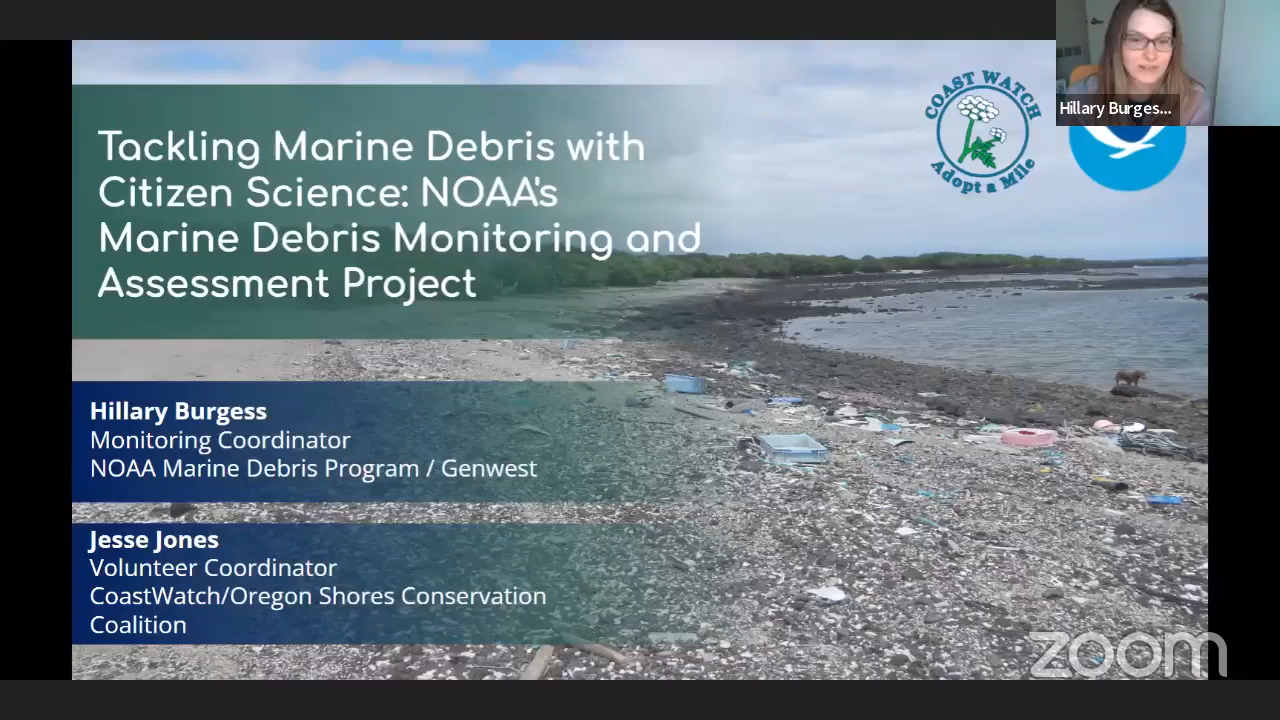 COAST WATCH
Adopt a Mile
Hillary Burges...
Tackling Marine Debris with
Citizen Science: NOAA's
Marine Debris Monitoring and
Assessment Project
Hillary Burgess
Monitoring Coordinator
NOAA Marine Debris Program / Genwest
Jesse Jones
Volunteer Coordinator
CoastWatch/Oregon Shores Conservation
Coalition
zoom